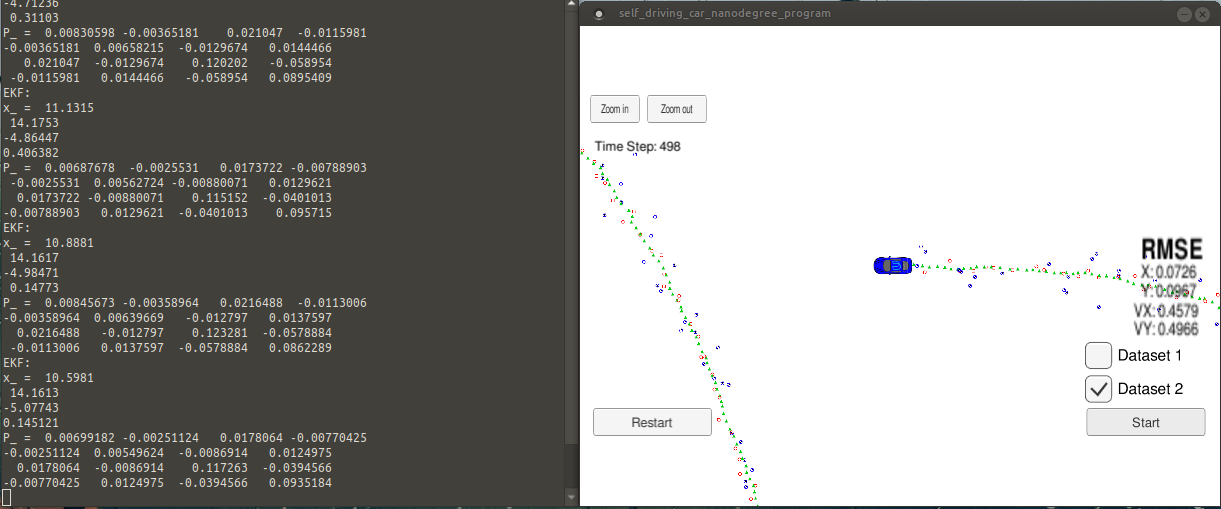 -4.71236
0.31103
P_ =  0.00830598 -0.00365181    0.021047  -0.0115981
-0.00365181  0.00658215 -0.0129674   0.0144466
0.021047  -0.0129674    0.120202   -0.058954
-0.0115981   0.0144466   -0.058954  0.0895409
EKF:
x_ =  11.1315
14.1753
-4.86447
0.406382
P_ =  0.00687678  -0.0025531   0.0173722 -0.00788903
-0.0025531  0.00562724 -0.00880071   0.0129621
0.0173722 -0.00880071    0.115152  -0.0401013
-0.00788903   0.0129621  -0.0401013    0.095715
EKF:
x_ =  10.8881
14.1617
-4.98471
0.14773
P_ =  0.00845673 -0.00358964   0.0216488  -0.0113006
-0.00358964  0.00639669   -0.012797  0.0137597
0.0216488   -0.012797   0.123281 -0.0578884
-0.0113006   0.0137597  -0.0578884   0.0862289
EKF:
x_ =  10.5981
14.1613
-5.07743
0.145121
P_ =  0.00699182 -0.00251124   0.0178064 -0.00770425
-0.00251124  0.00549624  -0.0086914   0.0124975
0.0178064  -0.0086914    0.117263  -0.0394566
-0.00770425   0.0124975  -0.0394566   0.0935184
self_driving_car_nanodegree_program
Zoom in
Zoom out
Time Step: 498
RMSE
X: 0.0726
Y: 0.0967
VX: 0.4579
VY: 0.4966
Dataset 1
Dataset 2
Restart
Start